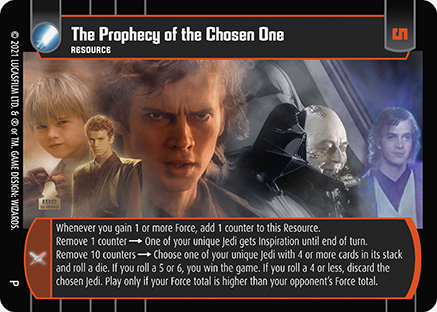 The Prophecy of the Chosen One
RESOURCE
5
© 2021 LUCASFILM LTD. & ® or TM. GAME DESIGN: WIZARDS.
Whenever you gain 1 or more Force, add 1 counter to this Resource.
Remove 1 counter → One of your unique Jedi gets Inspiration until end of turn.
Remove 10 counters → Choose one of your unique Jedi with 4 or more cards in its stack
and roll a die. If you roll a 5 or 6, you win the game. If you roll a 4 or less, discard the
chosen Jedi. Play only if your Force total is higher than your opponent's Force total.
P